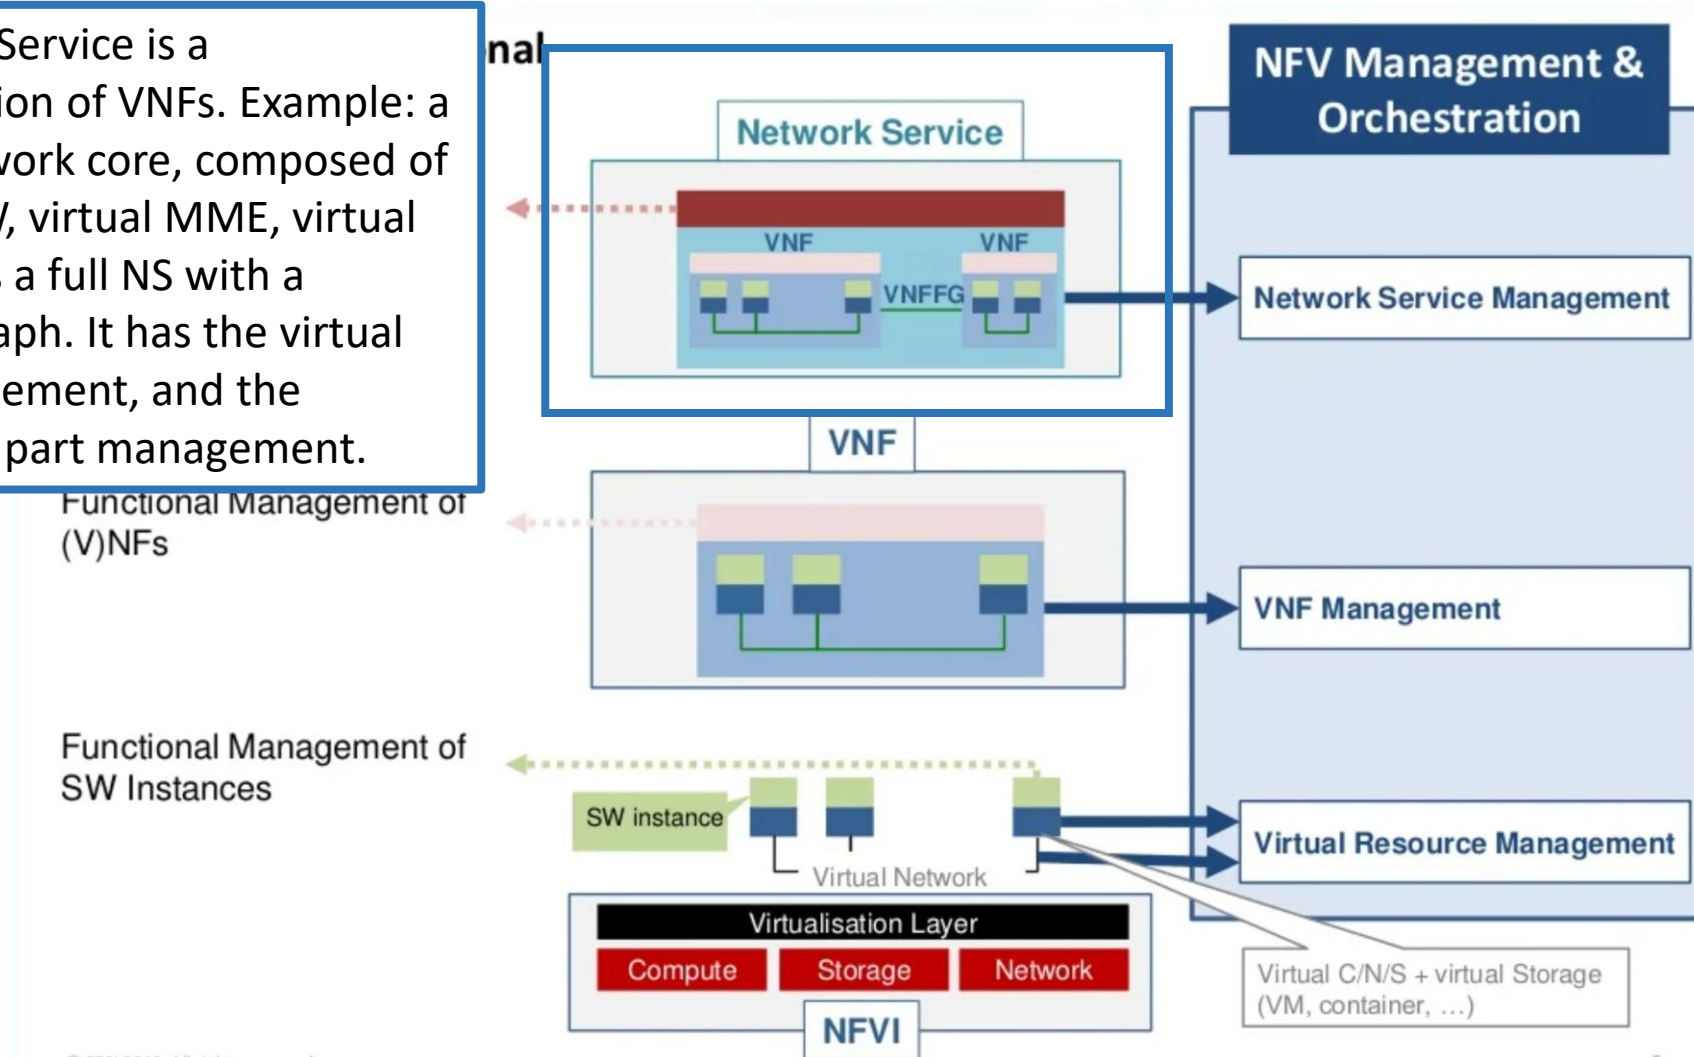 Service is a
ion of VNFs. Example: a
work core, composed of
, virtual MME, virtual
a full NS with a
aph. It has the virtual
ement, and the
part management.
nal
Network Service
VNF
VNF
VNFFG
VNF
Functional Management of
(V)NFs
Functional Management of
SW Instances
SW instance
Virtual Network
Virtualisation Layer
Compute
Storage
Network
NFVI
NFV Management &
Orchestration
Network Service Management
VNF Management
Virtual Resource Management
Virtual C/N/S + virtual Storage
(VM, container, …)